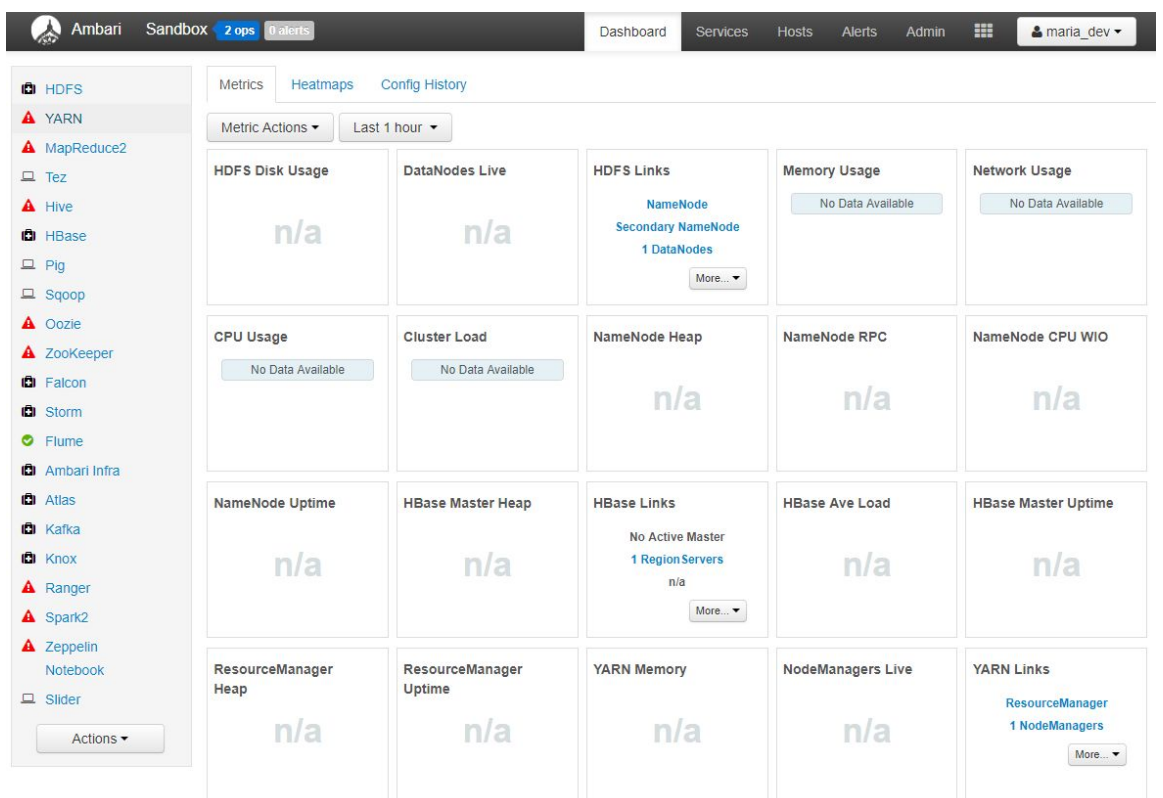 Ambari Sandbox 2 ops 0 alerts Dashboard Services Hosts Alerts Admin maria_dev
HDFS
YARN
MapReduce2
Tez
Hive
HBase
Pig
Sqoop
Oozie
ZooKeeper
Falcon
Storm
Flume
Ambari Infra
Atlas
Kafka
Knox
Ranger
Spark2
Zeppelin
Notebook
Slider
Actions
Metrics Heatmaps Config History
Metric Actions Last 1 hour
HDFS Disk Usage
n/a
DataNodes Live
n/a
HDFS Links
NameNode
Secondary NameNode
1 DataNodes
More...
Memory Usage
No Data Available
Network Usage
No Data Available
CPU Usage
No Data Available
Cluster Load
No Data Available
NameNode Heap
n/a
NameNode RPC
n/a
NameNode CPU WIO
n/a
NameNode Uptime
n/a
HBase Master Heap
n/a
HBase Links
No Active Master
1 RegionServers
n/a
More...
HBase Ave Load
n/a
HBase Master Uptime
n/a
ResourceManager
Heap
n/a
ResourceManager
Uptime
n/a
YARN Memory
n/a
NodeManagers Live
n/a
YARN Links
ResourceManager
1 NodeManagers
More...